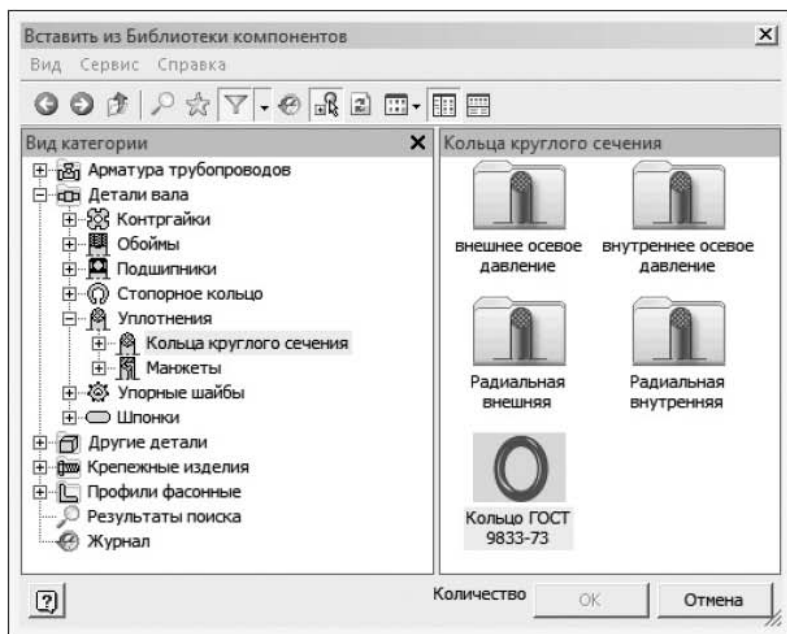 Вставить из Библиотеки компонентов
Вид Сервис Справка
Вид категории
Арматура трубопроводов
Детали вала
Контргайки
Обоймы
Подшипники
Стопорное кольцо
Уплотнения
Кольца круглого сечения
Манжеты
Упорные шайбы
Шпонки
Другие детали
Крепежные изделия
Профили фасонные
Результаты поиска
Журнал
Кольца круглого сечения
внешнее осевое
давление
внутреннее осевое
давление
Радиальная
внешняя
Радиальная
внутренняя
Кольцо ГОСТ
9833-73
Количество
OK
Отмена